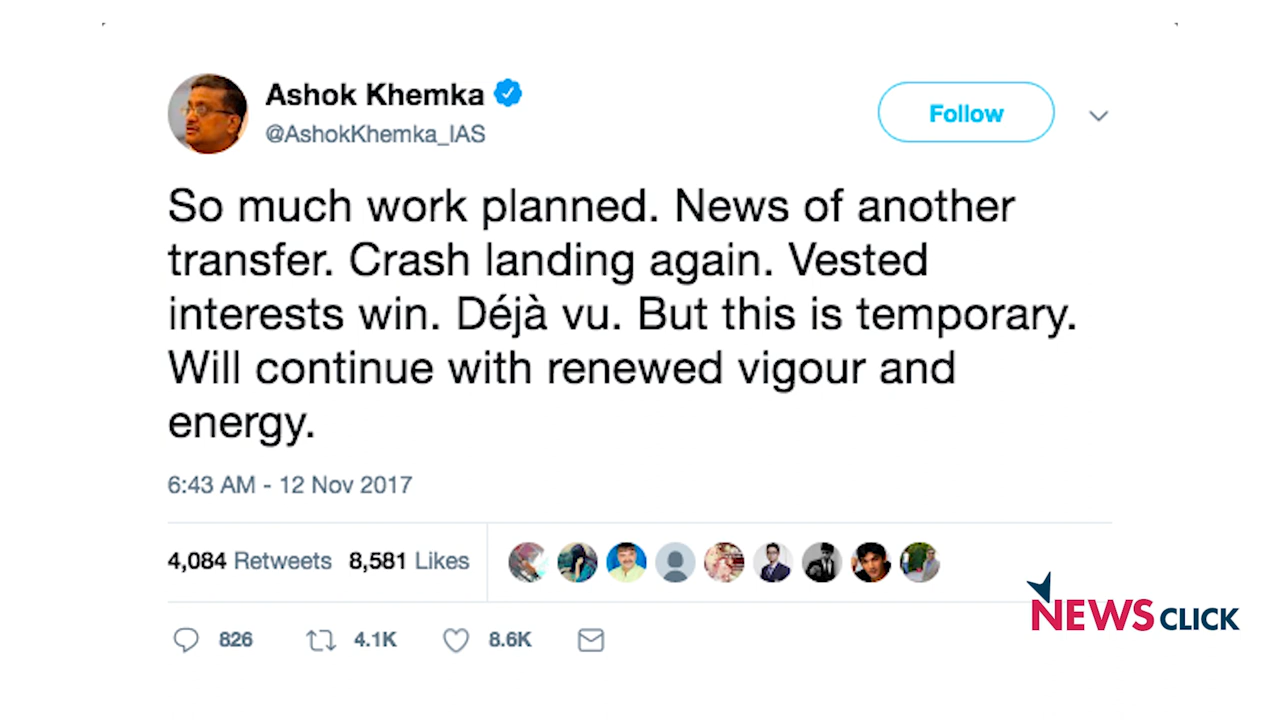 Ashok Khemka
@AshokKhemka_IAS
Follow
So much work planned. News of another
transfer. Crash landing again. Vested
interests win. Déjà vu. But this is temporary.
Will continue with renewed vigour and
energy.
6:43 AM - 12 Nov 2017
4,084 Retweets 8,581 Likes
826 4.1K 8.6K
NEWS CLICK